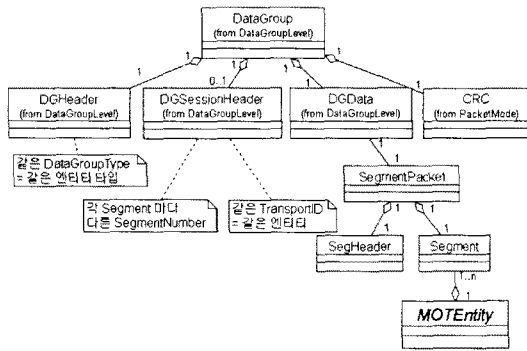 DataGroup
(from DataGroupLevel)
1
1
1
1
1
0..1
1
1
DGHeader
(from DataGroupLevel)
DGSessionHeader
(from DataGroupLevel)
DGData
(from DataGroupLevel)
CRC
(from PacketMode)
1
1
같은 DataGroupType
= 같은 엔티티 타입
각 Segment 마다
다른 SegmentNumber
같은 TransportID
= 같은 엔티티
SegmentPacket
1
1
1
1
SegHeader
Segment
1..n
1
MOTEntity